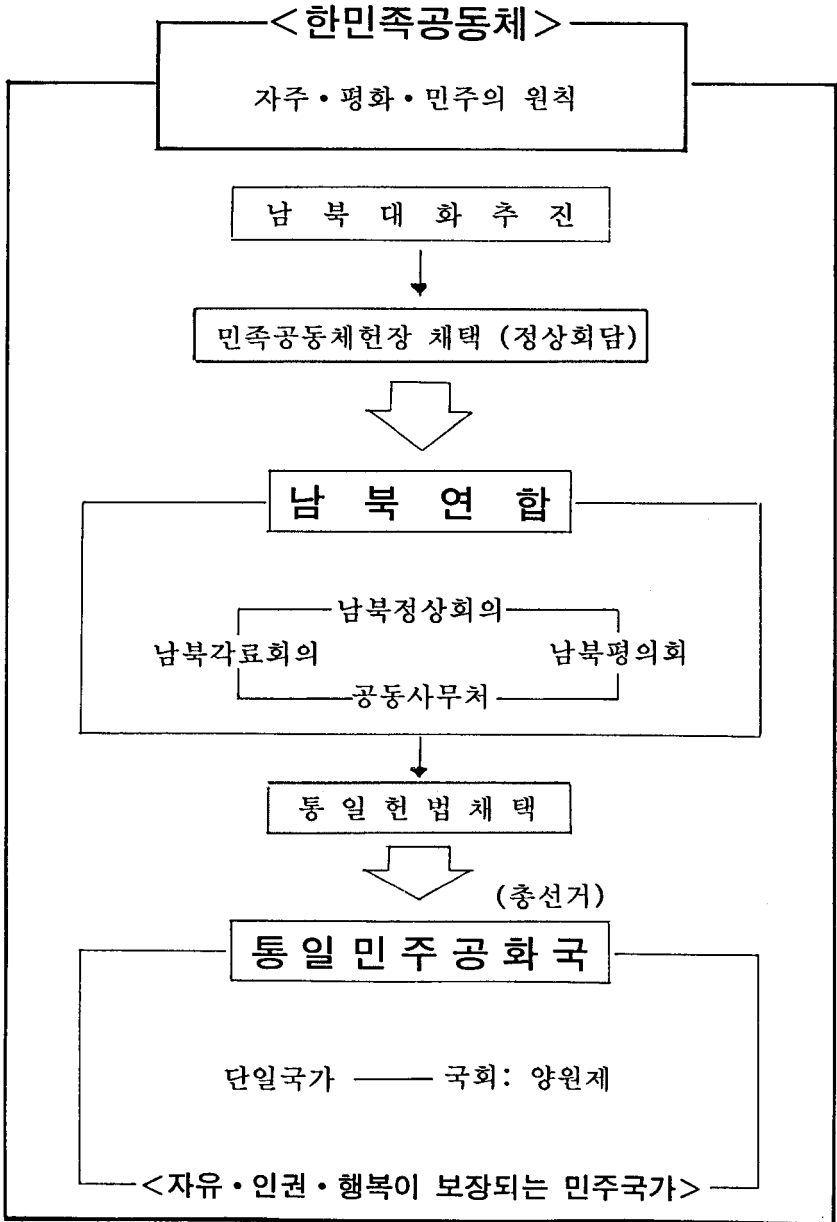 <한민족공동체>
자주·평화·민주의 원칙
남 북 대 화 추 진
민족공동체헌장 채택 (정상회담)
남 북 연 합
남북정상회의
남북각료회의 남북평의회
공동사무처
통 일 헌 법 채 택
(총선거)
통 일 민 주 공 화 국
단일국가 —— 국회: 양원제
<자유·인권·행복이 보장되는 민주국가>